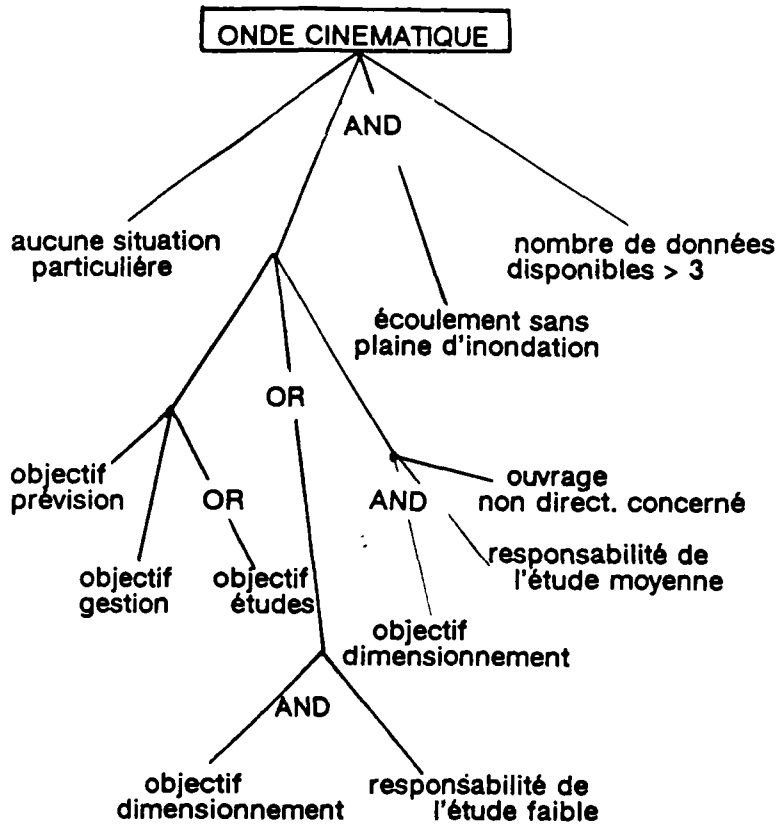 ONDE CINEMATIQUE
AND
aucune situation
particuliére
nombre de données
disponibles > 3
écoulement sans
plaine d'inondation
OR
objectif
prévision
OR
AND
ouvrage
non direct. concerné
responsabilité de
l'étude moyenne
objectif
gestion
objectif
études
objectif
dimensionnement
AND
objectif
dimensionnement
responsabilité de
l'étude faible